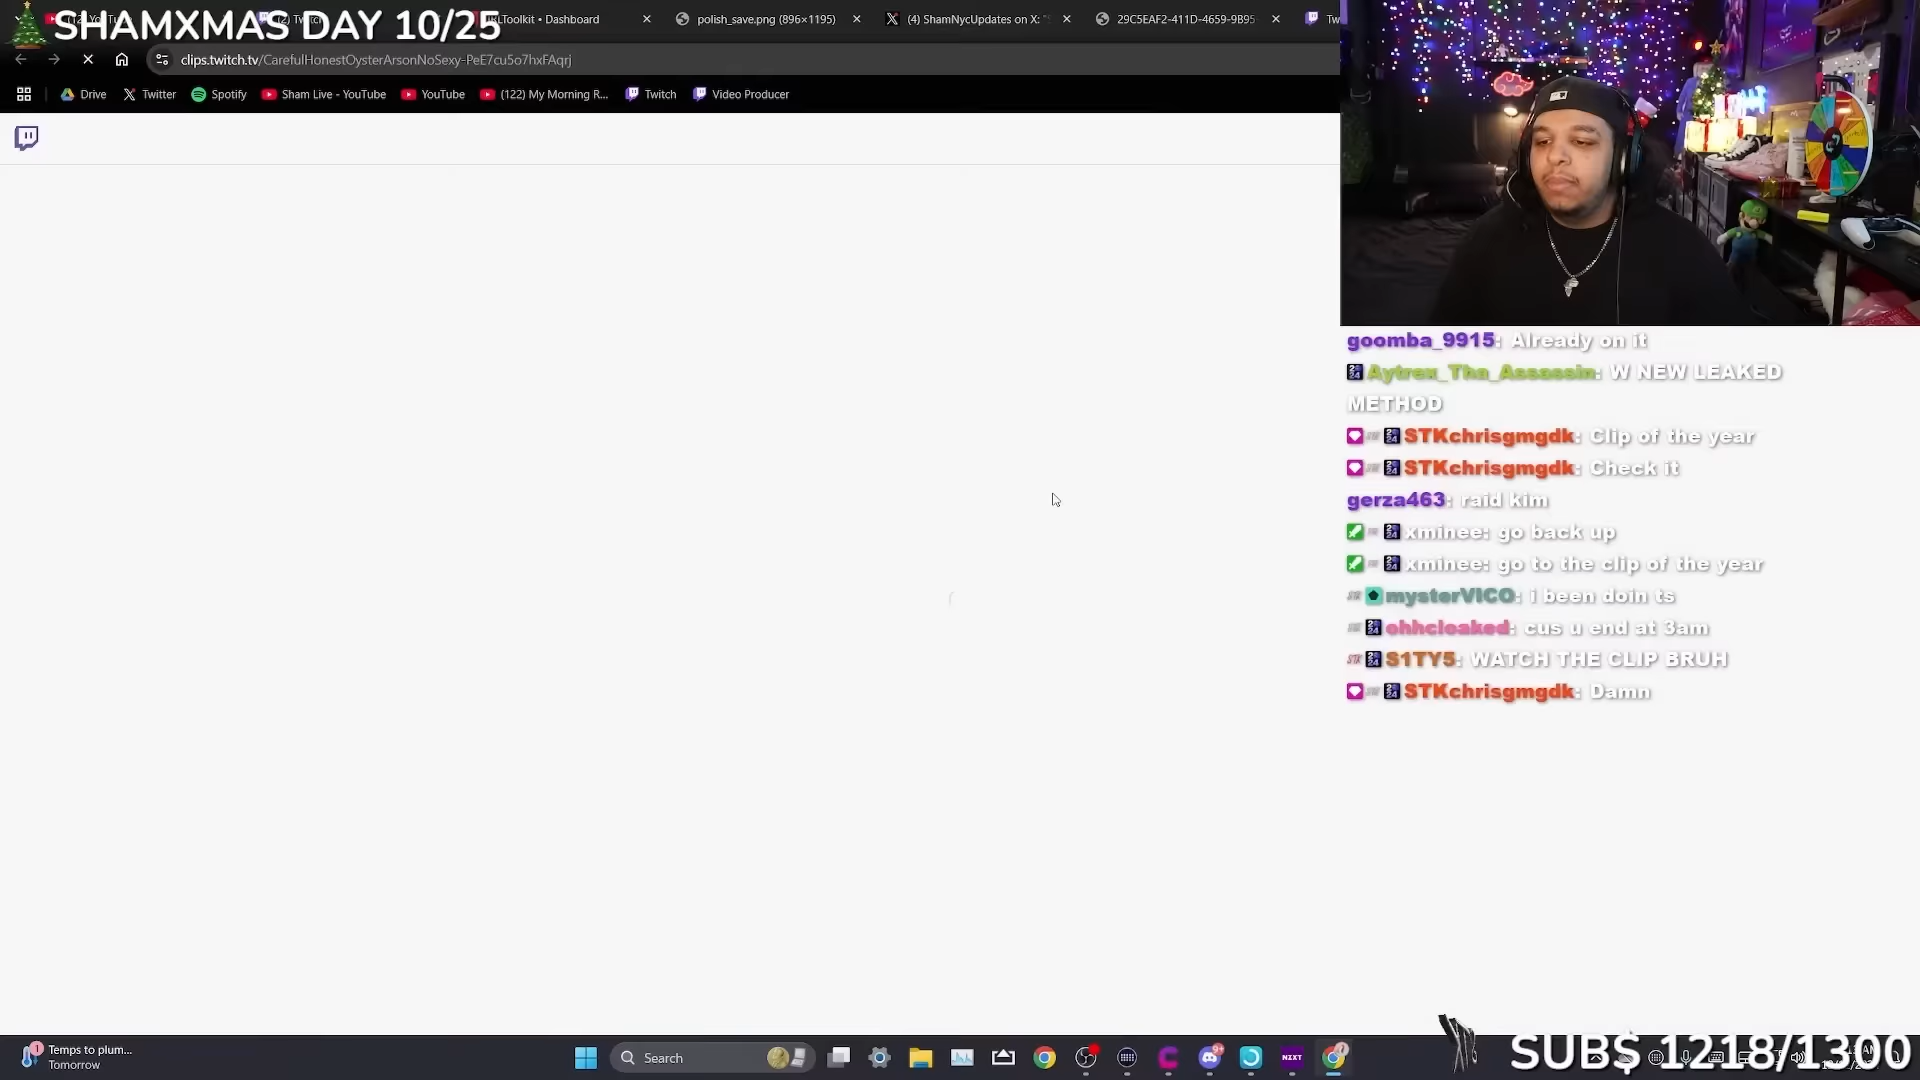 SHAMXMAS DAY 10/25
Toolkit • Dashboard
polish_save.png (896×1195)
(4) ShamNycUpdates on X: "
29C5EAF2-411D-4659-9B95
Tw
clips.twitch.tv/CarefulHonestOysterArsonNoSexy-PeE7cu5o7hxFAqrj
Drive
Twitter
Spotify
Sham Live - YouTube
YouTube
(122) My Morning R...
Twitch
Video Producer
goomba_9915: Already on it
Aytrex_Tha_Assassin: W NEW LEAKED
METHOD
STKchrisgmgdk: Clip of the year
STKchrisgmgdk: Check it
gerza463: raid kim
xminee: go back up
xminee: go to the clip of the year
mysterVICO: i been doin ts
ohhcloaked: cus u end at 3am
S1TY5: WATCH THE CLIP BRUH
STKchrisgmgdk: Damn
1
Temps to plum...
Tomorrow
Search
9+
NZXT
SUBS 1218/1300